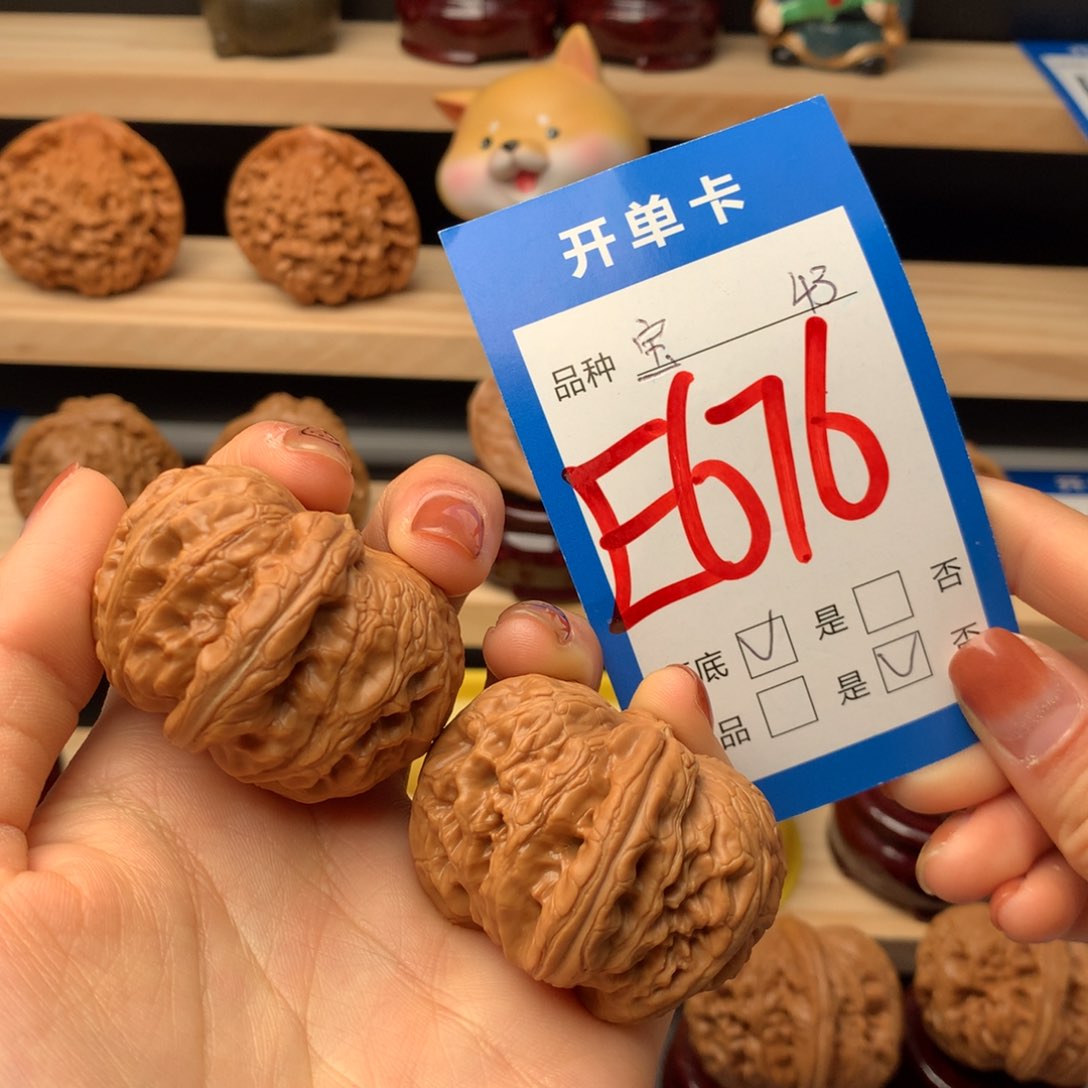 开单卡
品种 宝 43
E676
底 ☑ 是 ☐ 否
品 ☐ 是 ☑ 否